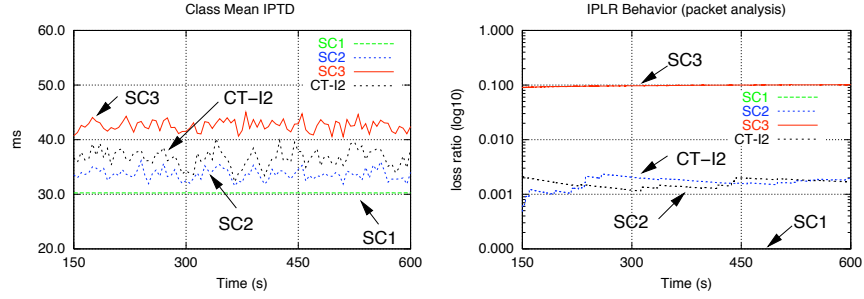 Class Mean IPTD
60.0
50.0
40.0
30.0
20.0
ms
SC1
SC2
SC3
CT-I2
SC3
CT-I2
SC2
SC1
150
300
450
600
Time (s)
IPLR Behavior (packet analysis)
1.000
0.100
0.010
0.001
0.000
loss ratio (log10)
SC3
SC1
SC2
SC3
CT-I2
CT-I2
SC2
SC1
150
300
450
600
Time (s)